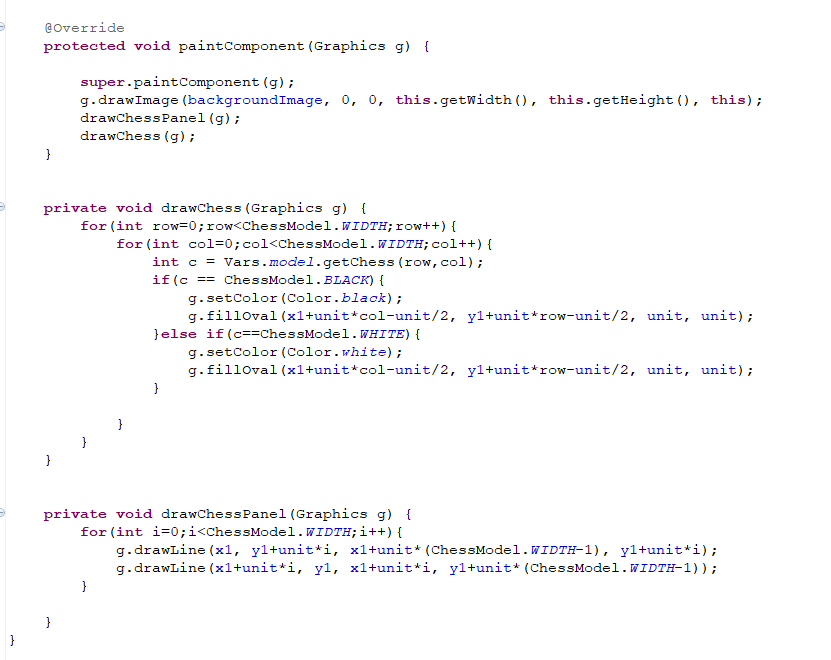 @Override
protected void paintComponent(Graphics g) {
super.paintComponent(g);
g.drawImage(backgroundImage, 0, 0, this.getWidth(), this.getHeight(), this);
drawChessPanel(g);
drawChess(g);
}
private void drawChess(Graphics g) {
for(int row=0;row<ChessModel.WIDTH;row++){
for(int col=0;col<ChessModel.WIDTH;col++){
int c = Vars.model.getChess(row,col);
if(c == ChessModel.BLACK){
g.setColor(Color.black);
g.fillOval(x1+unit*col-unit/2, y1+unit*row-unit/2, unit, unit);
}else if(c==ChessModel.WHITE){
g.setColor(Color.white);
g.fillOval(x1+unit*col-unit/2, y1+unit*row-unit/2, unit, unit);
}
}
}
}
private void drawChessPanel(Graphics g) {
for(int i=0;i<ChessModel.WIDTH;i++){
g.drawLine(x1, y1+unit*i, x1+unit*(ChessModel.WIDTH-1), y1+unit*i);
g.drawLine(x1+unit*i, y1, x1+unit*i, y1+unit*(ChessModel.WIDTH-1));
}
}
}